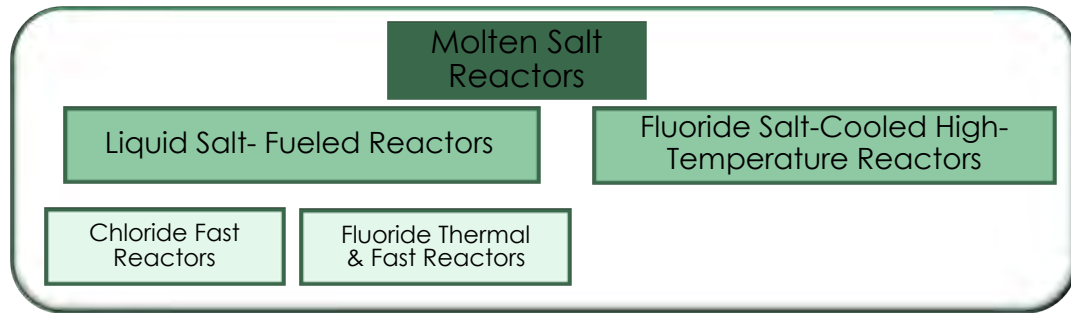 Molten Salt
Reactors
Liquid Salt- Fueled Reactors
Fluoride Salt-Cooled High-
Temperature Reactors
Chloride Fast
Reactors
Fluoride Thermal
& Fast Reactors